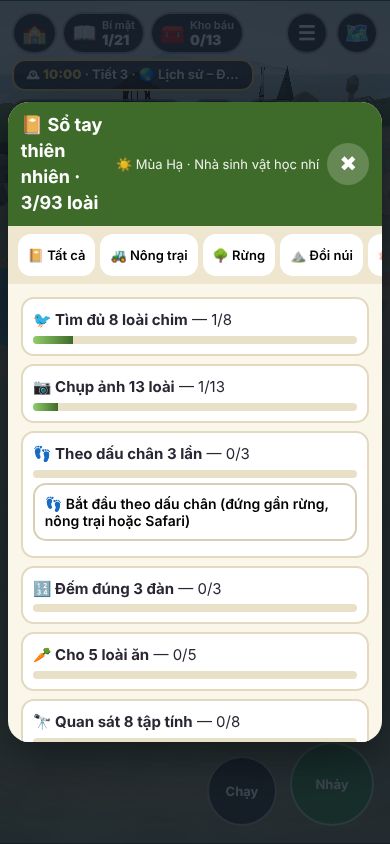 Bí mật
1/21
Kho báu
0/13
10:00 · Tiết 3 · Lịch sử – Đ...
Sổ tay
thiên
nhiên ·
3/93 loài
Mùa Hạ · Nhà sinh vật học nhí
Tất cả
Nông trại
Rừng
Đồi núi
Tìm đủ 8 loài chim — 1/8
Chụp ảnh 13 loài — 1/13
Theo dấu chân 3 lần — 0/3
Bắt đầu theo dấu chân (đứng gần rừng,
nông trại hoặc Safari)
Đếm đúng 3 đàn — 0/3
Cho 5 loài ăn — 0/5
Quan sát 8 tập tính — 0/8
Chạy
Nhảy